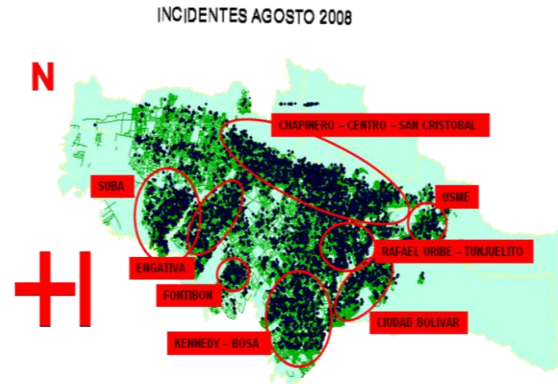 INCIDENTES AGOSTO 2008
N
CHAPINERO – CENTRO – SAN CRISTOBAL
SUBA
USME
RAFAEL URIBE – TUNJUELITO
ENGATIVA
FONTIBON
CIUDAD BOLIVAR
KENNEDY – BOSA